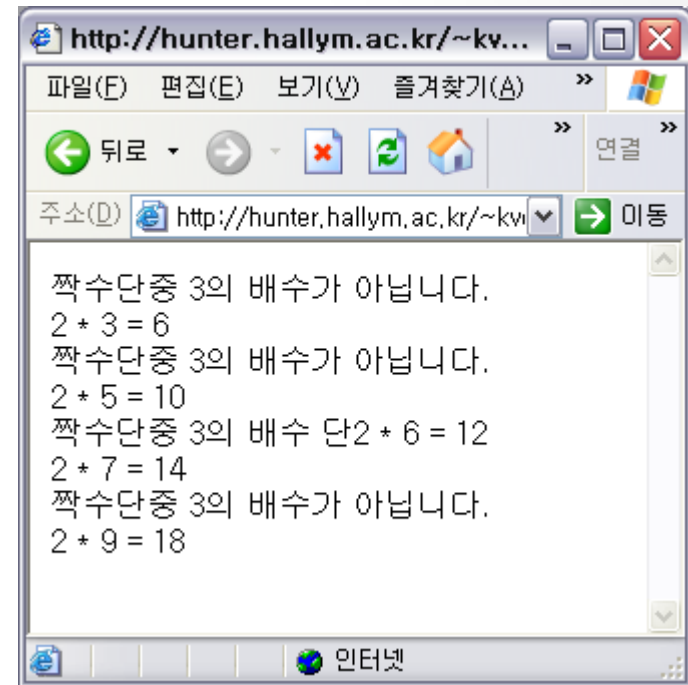 http://hunter.hallym.ac.kr/~kv...
파일(F) 편집(E) 보기(V) 즐겨찾기(A) »
뒤로 » 연결 »
주소(D) http://hunter.hallym.ac.kr/~kv 이동
짝수단중 3의 배수가 아닙니다.
2 * 3 = 6
짝수단중 3의 배수가 아닙니다.
2 * 5 = 10
짝수단중 3의 배수 단2 * 6 = 12
2 * 7 = 14
짝수단중 3의 배수가 아닙니다.
2 * 9 = 18
인터넷